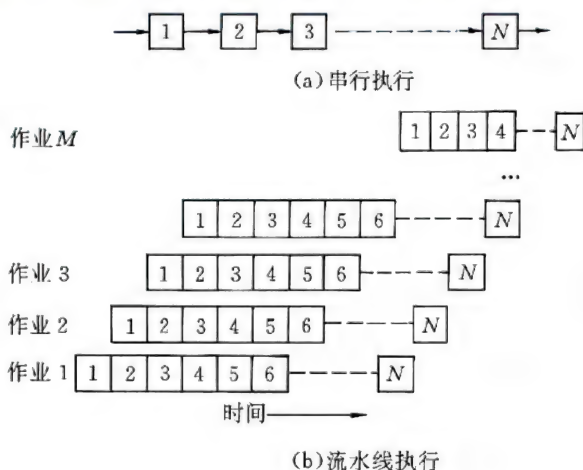 1 2 3 N
(a)串行执行
作业M 1 2 3 4 N
...
1 2 3 4 5 6 N
作业3 1 2 3 4 5 6 N
作业2 1 2 3 4 5 6 N
作业1 1 2 3 4 5 6 N
时间
(b)流水线执行